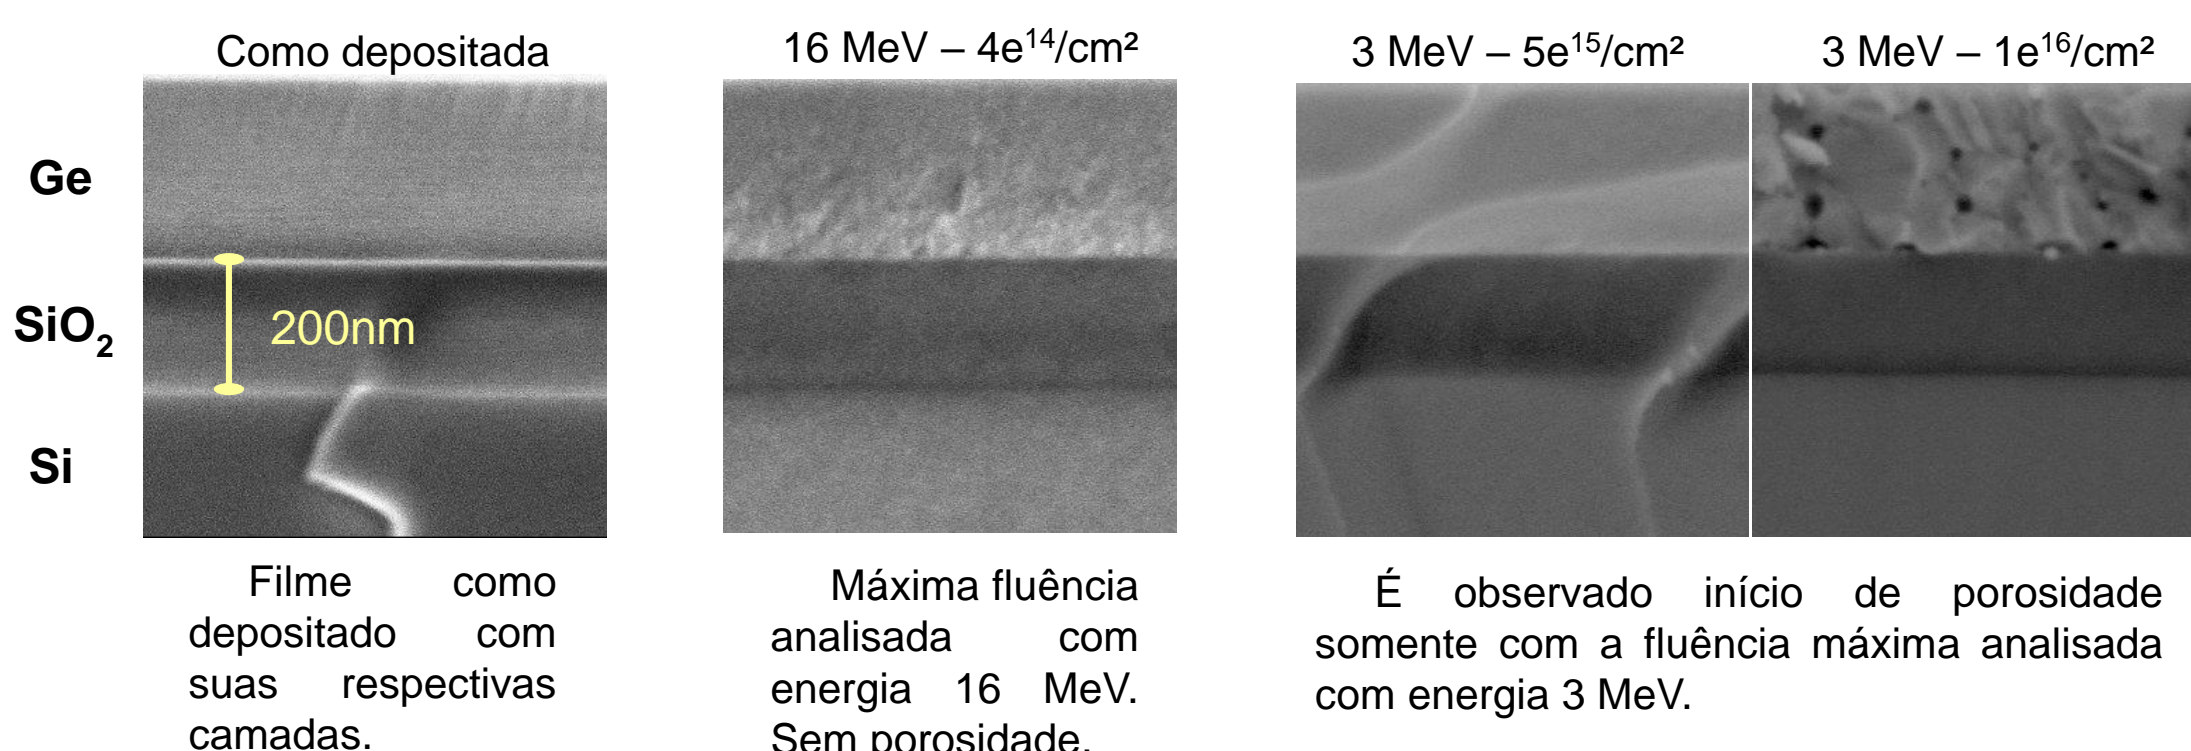 Como depositada
16 MeV – 4e¹⁴/cm²
3 MeV – 5e¹⁵/cm²
3 MeV – 1e¹⁶/cm²
Ge
SiO₂
200nm
Si
Filme como
depositado com
suas respectivas
camadas.
Máxima fluência
analisada com
energia 16 MeV.
Sem porosidade.
É observado início de porosidade
somente com a fluência máxima analisada
com energia 3 MeV.